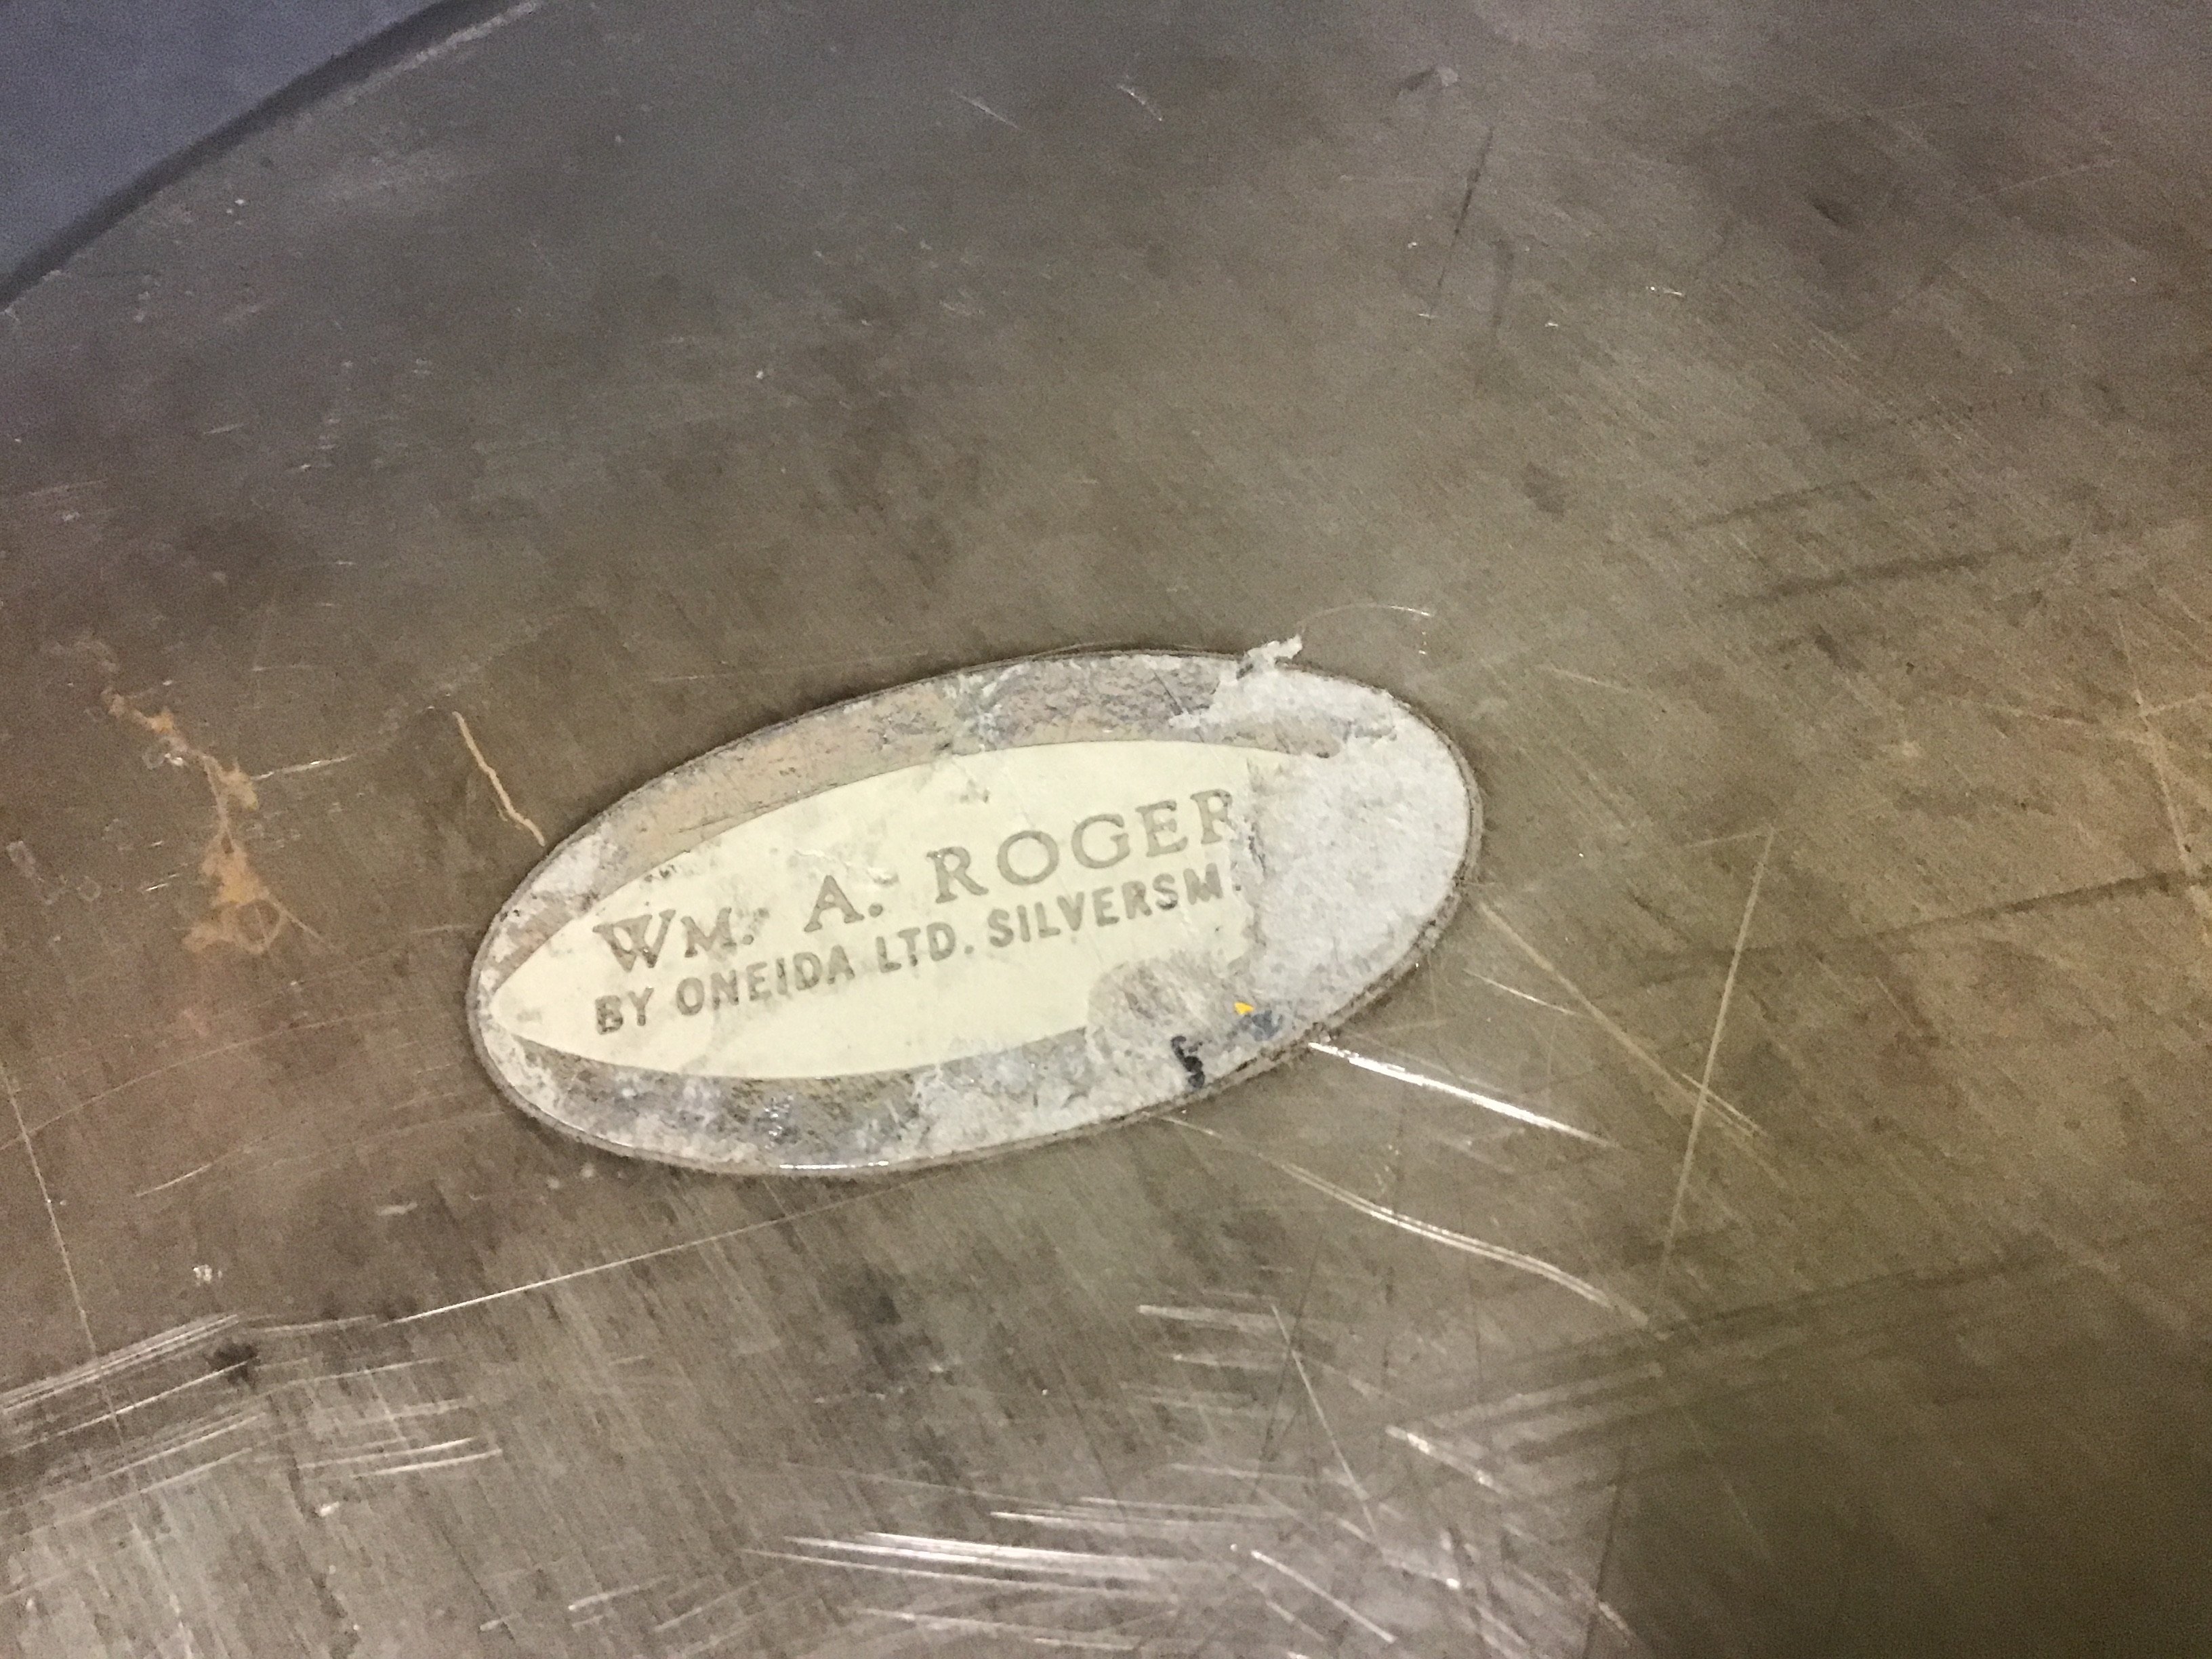 WM. A. ROGER
BY ONEIDA LTD. SILVERSM